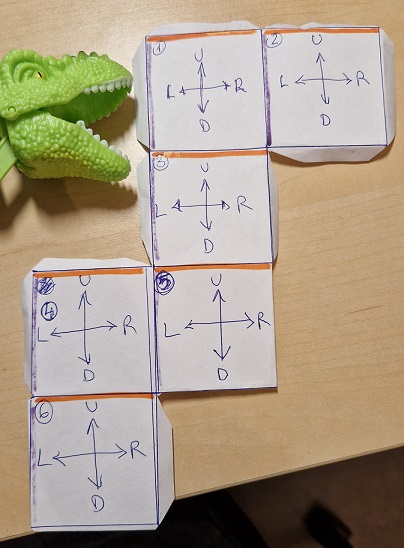 ① U ② U
L R L R
D D
③ U
L R
D
④ U ⑤ U
L R L R
D D
⑥ U
L R
D